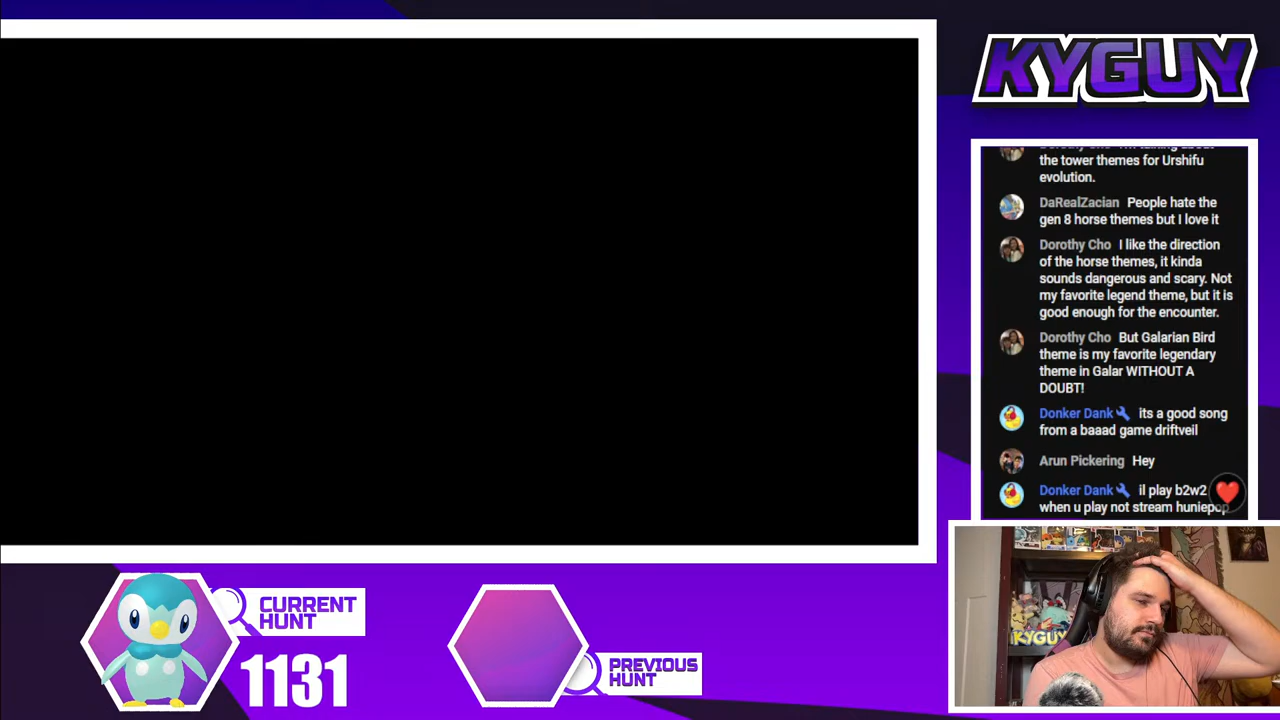 KYGUY
the tower themes for Urshifu
evolution.
DaRealZacian People hate the
gen 8 horse themes but I love it
Dorothy Cho I like the direction
of the horse themes, it kinda
sounds dangerous and scary. Not
my favorite legend theme, but it is
good enough for the encounter.
Dorothy Cho But Galarian Bird
theme is my favorite legendary
theme in Galar WITHOUT A
DOUBT!
Donker Dank its a good song
from a baaad game driftveil
Arun Pickering Hey
Donker Dank il play b2w2
when u play not stream huniepop
CURRENT
HUNT
1131
PREVIOUS
HUNT
KYGUY